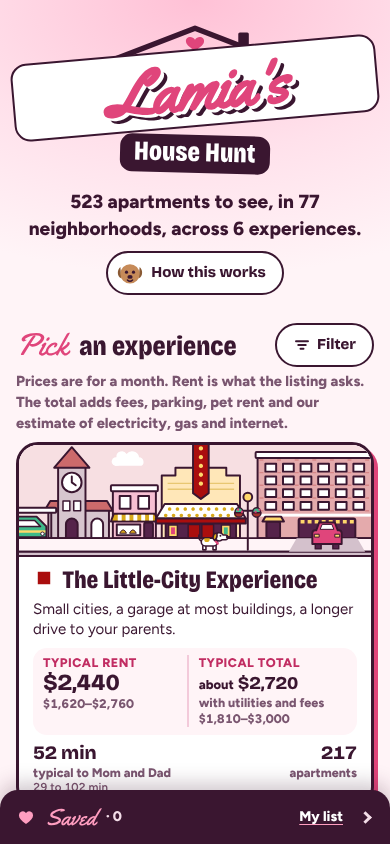 Lamia's
House Hunt
523 apartments to see, in 77
neighborhoods, across 6 experiences.
How this works
Pick an experience
Filter
Prices are for a month. Rent is what the listing asks.
The total adds fees, parking, pet rent and our
estimate of electricity, gas and internet.
The Little-City Experience
Small cities, a garage at most buildings, a longer
drive to your parents.
TYPICAL RENT
$2,440
$1,620–$2,760
TYPICAL TOTAL
about $2,720
with utilities and fees
$1,810–$3,000
52 min
typical to Mom and Dad
29 to 102 min
217
apartments
Saved · 0
My list